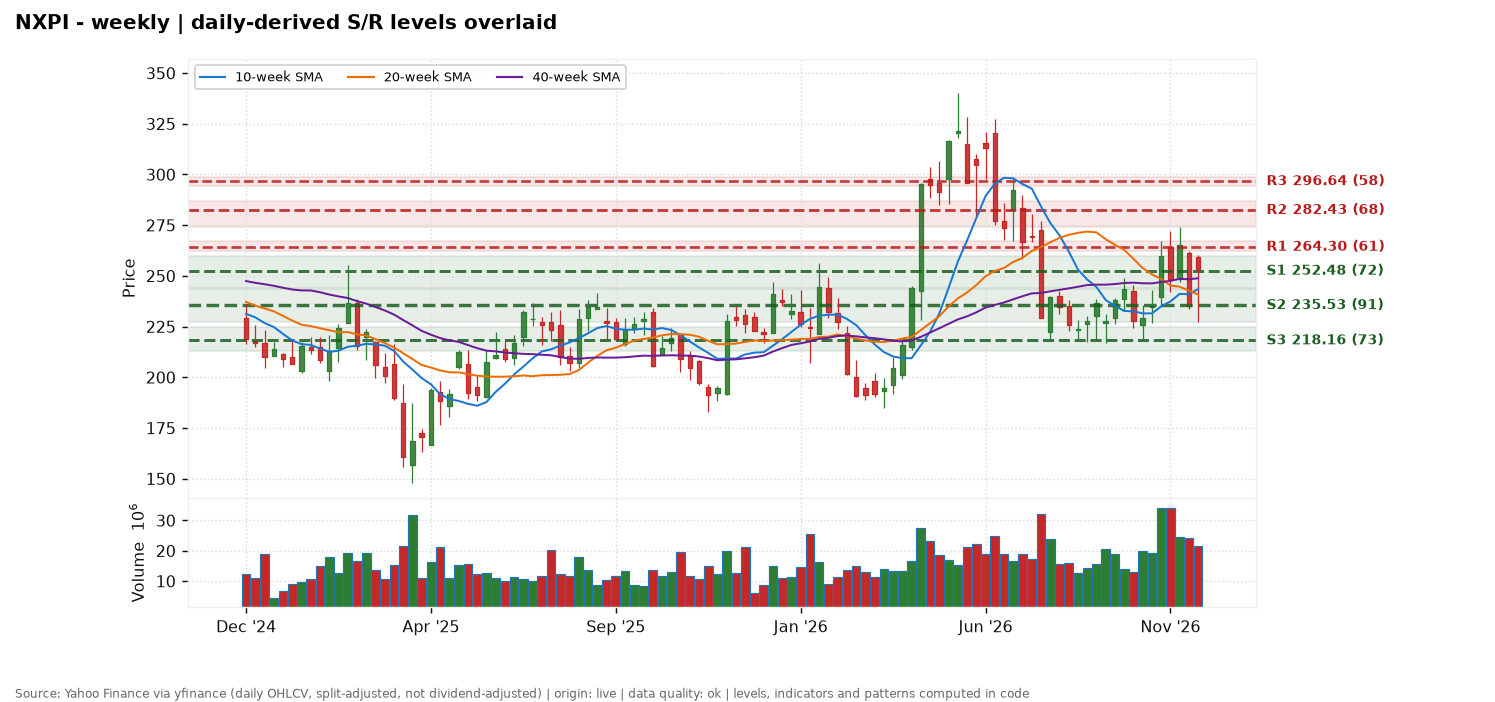 NXPI - weekly | daily-derived S/R levels overlaid
10-week SMA 20-week SMA 40-week SMA
Price
350
325
300
275
250
225
200
175
150
R3 296.64 (58)
R2 282.43 (68)
R1 264.30 (61)
S1 252.48 (72)
S2 235.53 (91)
S3 218.16 (73)
Volume 10⁶
30
20
10
Dec '24 Apr '25 Sep '25 Jan '26 Jun '26 Nov '26
Source: Yahoo Finance via yfinance (daily OHLCV, split-adjusted, not dividend-adjusted) | origin: live | data quality: ok | levels, indicators and patterns computed in code